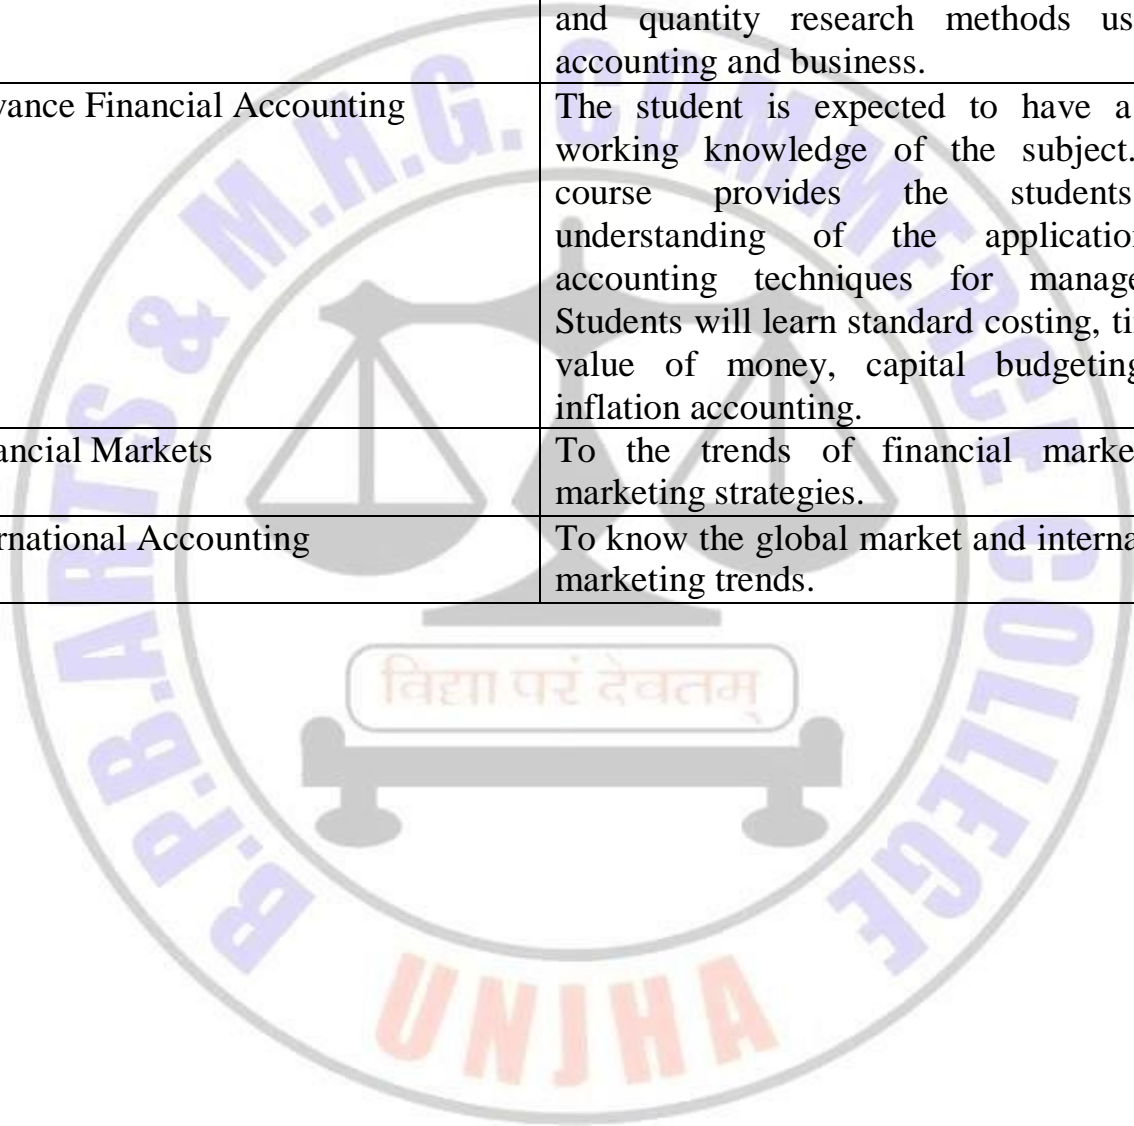 and quantity research methods us
accounting and business.
vance Financial Accounting
The student is expected to have a
working knowledge of the subject.
course provides the students
understanding of the application
accounting techniques for manage
Students will learn standard costing, ti
value of money, capital budgeting
inflation accounting.
ancial Markets
To the trends of financial marke
marketing strategies.
rnational Accounting
To know the global market and interna
marketing trends.
B.P.B.ARTS & M.H.G. COMMERCE COLLEGE
विद्या परं देवतम्
UNJHA